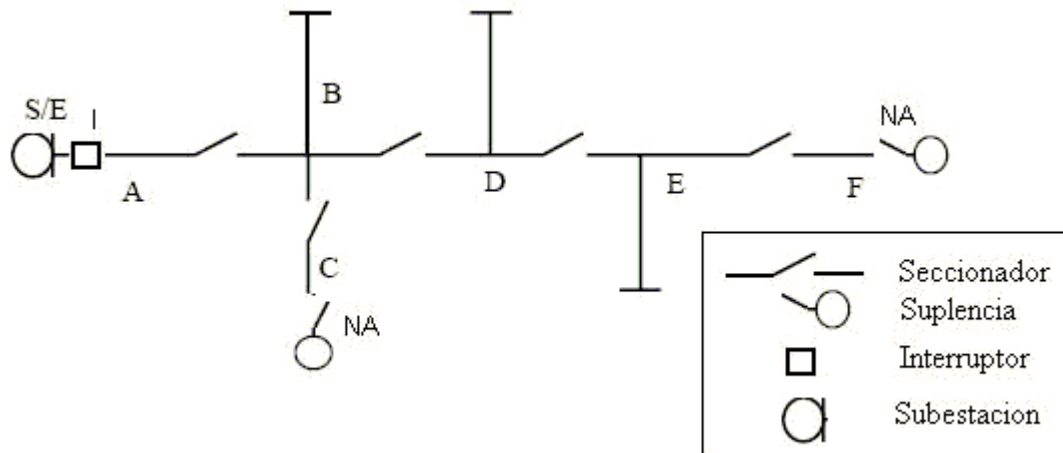 S/E
I
A
B
C
NA
D
E
F
NA
Seccionador
Suplencia
Interruptor
Subestacion